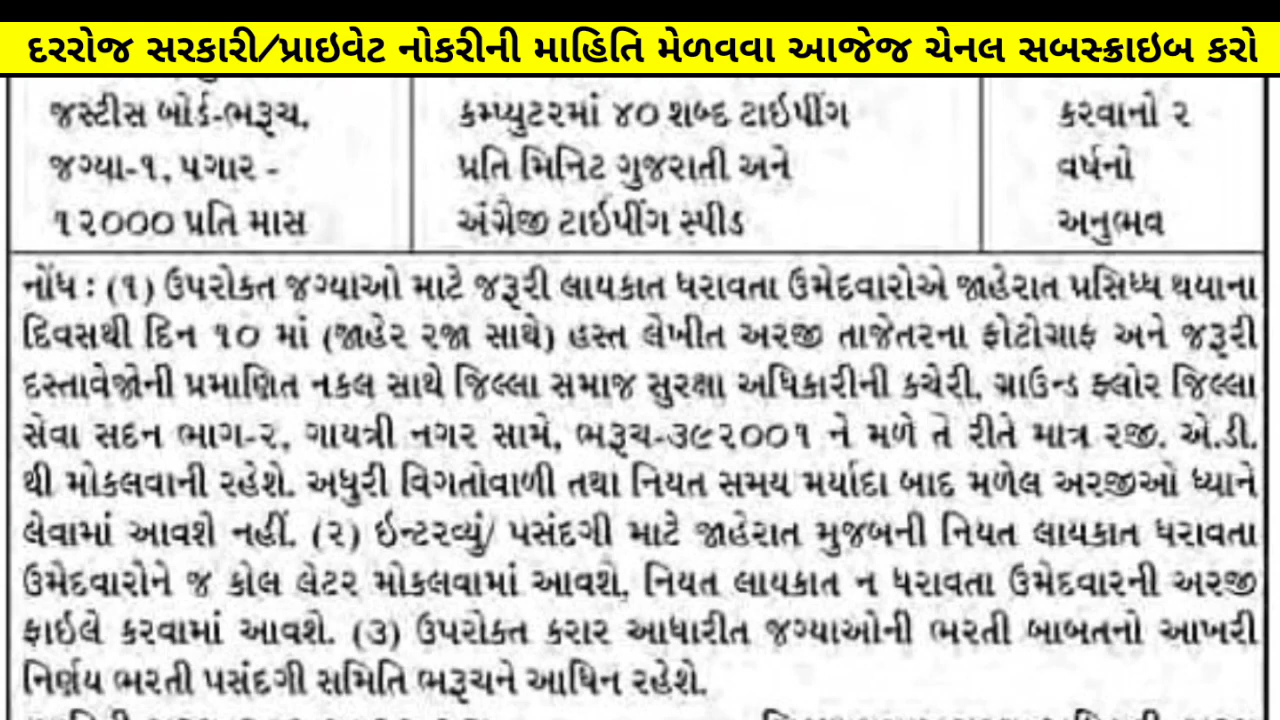 દરરોજ સરકારી/પ્રાઇવેટ નોકરીની માહિતિ મેળવવા આજેજ ચેનલ સબસ્ક્રાઇબ કરો
જસ્ટીસ બોર્ડ-ભરૂચ,
જગ્યા-૧, પગાર -
૧૨૦૦૦ પ્રતિ માસ
કમ્પ્યુટરમાં ૪૦ શબ્દ ટાઇપીંગ
પ્રતિ મિનિટ ગુજરાતી અને
અંગ્રેજી ટાઇપીંગ સ્પીડ
કરવાનો ૨
વર્ષનો
અનુભવ
નોંધ : (૧) ઉપરોકત જગ્યાઓ માટે જરૂરી લાયકાત ધરાવતા ઉમેદવારોએ જાહેરાત પ્રસિધ્ધ થયાના
દિવસથી દિન ૧૦ માં (જાહેર રજા સાથે) હસ્ત લેખીત અરજી તાજેતરના ફોટોગ્રાફ અને જરૂરી
દસ્તાવેજોની પ્રમાણિત નકલ સાથે જિલ્લા સમાજ સુરક્ષા અધિકારીની કચેરી, ગ્રાઉન્ડ ફ્લોર જિલ્લા
સેવા સદન ભાગ-૨, ગાયત્રી નગર સામે, ભરૂચ-૩૯૨૦૦૧ ને મળે તે રીતે માત્ર રજી. એ.ડી.
થી મોકલવાની રહેશે. અધુરી વિગતોવાળી તથા નિયત સમય મર્યાદા બાદ મળેલ અરજીઓ ધ્યાને
લેવામાં આવશે નહીં. (૨) ઇન્ટરવ્યું/ પસંદગી માટે જાહેરાત મુજબની નિયત લાયકાત ધરાવતા
ઉમેદવારોને જ કોલ લેટર મોકલવામાં આવશે, નિયત લાયકાત ન ધરાવતા ઉમેદવારની અરજી
ફાઇલે કરવામાં આવશે. (૩) ઉપરોક્ત કરાર આધારીત જગ્યાઓની ભરતી બાબતનો આખરી
નિર્ણય ભરતી પસંદગી સમિતિ ભરૂચને આધિન રહેશે.